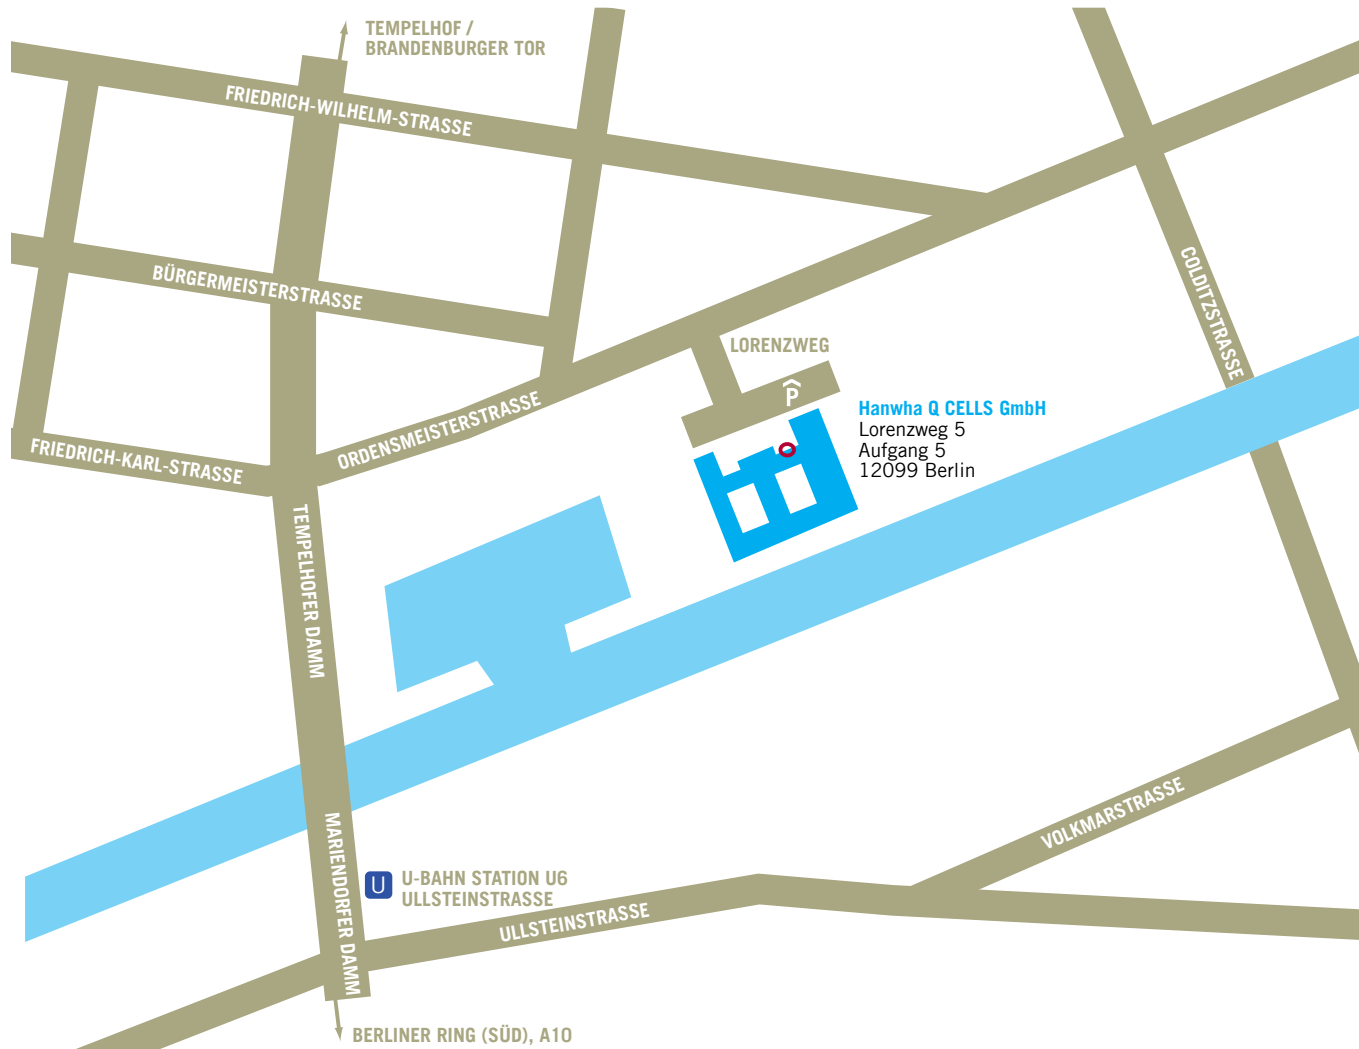 TEMPELHOF /
BRANDENBURGER TOR
FRIEDRICH-WILHELM-STRASSE
BÜRGERMEISTERSTRASSE
COLDITZSTRASSE
LORENZWEG
P
Hanwha Q CELLS GmbH
Lorenzweg 5
Aufgang 5
12099 Berlin
ORDENSMEISTERSTRASSE
FRIEDRICH-KARL-STRASSE
TEMPELHOFER DAMM
MARIENDORFER DAMM
VOLKMARSTRASSE
U
U-BAHN STATION U6
ULLSTEINSTRASSE
ULLSTEINSTRASSE
BERLINER RING (SÜD), A10